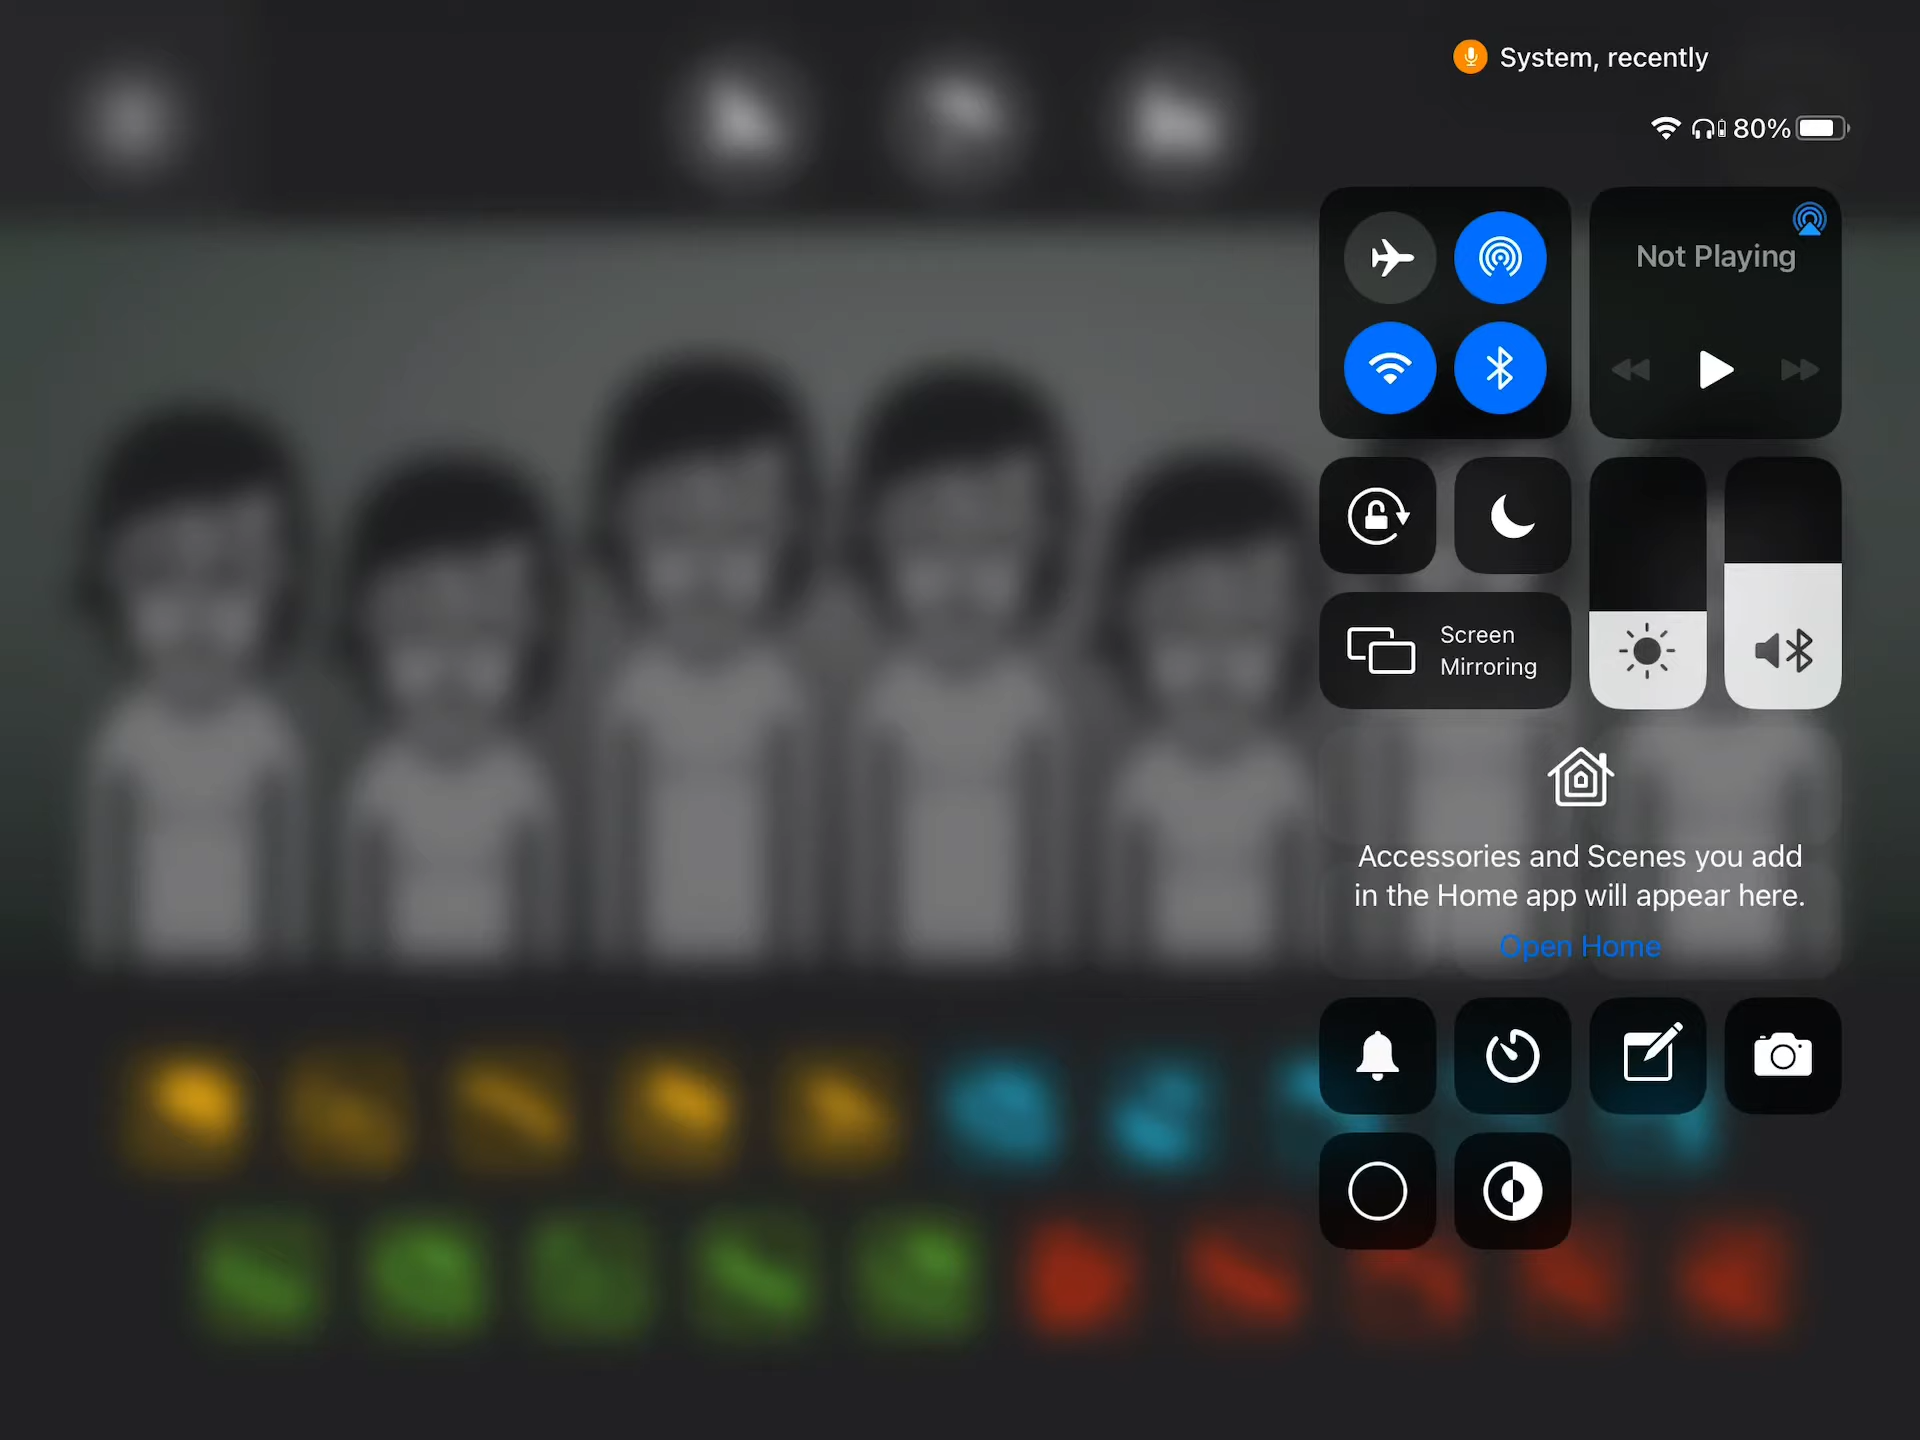 System, recently
80%
Not Playing
Screen
Mirroring
Accessories and Scenes you add
in the Home app will appear here.
Open Home